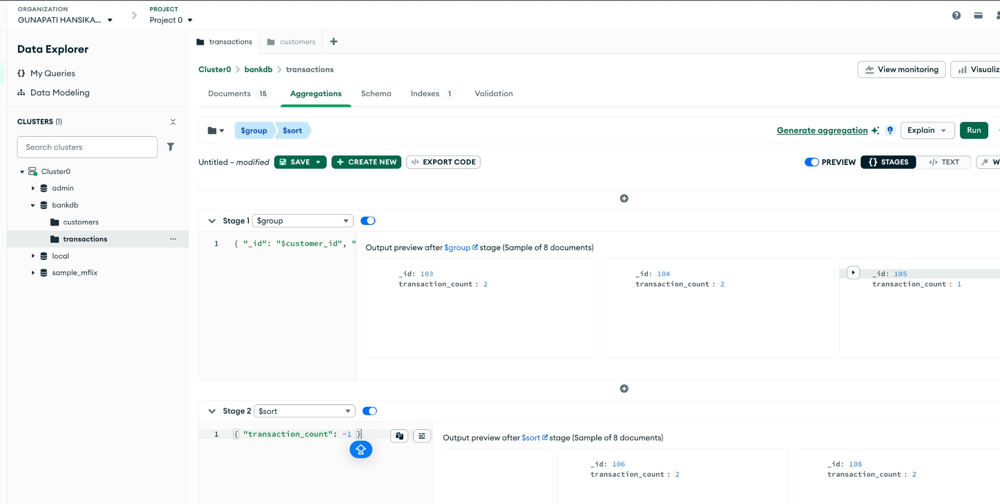 ORGANIZATION
GUNAPATI HANSIKA...
PROJECT
Project 0
Data Explorer
My Queries
Data Modeling
CLUSTERS (1)
Search clusters
Cluster0
admin
bankdb
customers
transactions
local
sample_mflix
transactions
customers
Cluster0 > bankdb > transactions
View monitoring
Visualiz
Documents 15
Aggregations
Schema
Indexes 1
Validation
$group
$sort
Generate aggregation
Explain
Run
Untitled – modified
SAVE
+ CREATE NEW
</> EXPORT CODE
PREVIEW
{} STAGES
</> TEXT
W
Stage 1 $group
1 { "_id": "$customer_id", "
Output preview after $group stage (Sample of 8 documents)
_id: 103
transaction_count : 2
_id: 104
transaction_count : 2
_id: 105
transaction_count : 1
Stage 2 $sort
1 { "transaction_count": -1 }
Output preview after $sort stage (Sample of 8 documents)
_id: 106
transaction_count : 2
_id: 108
transaction_count : 2